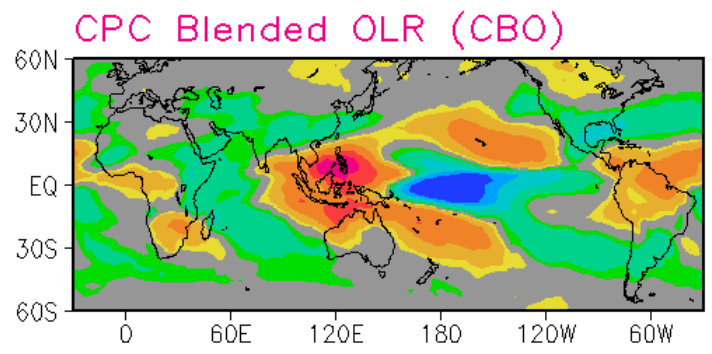 CPC Blended OLR (CBO)
60N
30N
EQ
30S
60S
0 60E 120E 180 120W 60W